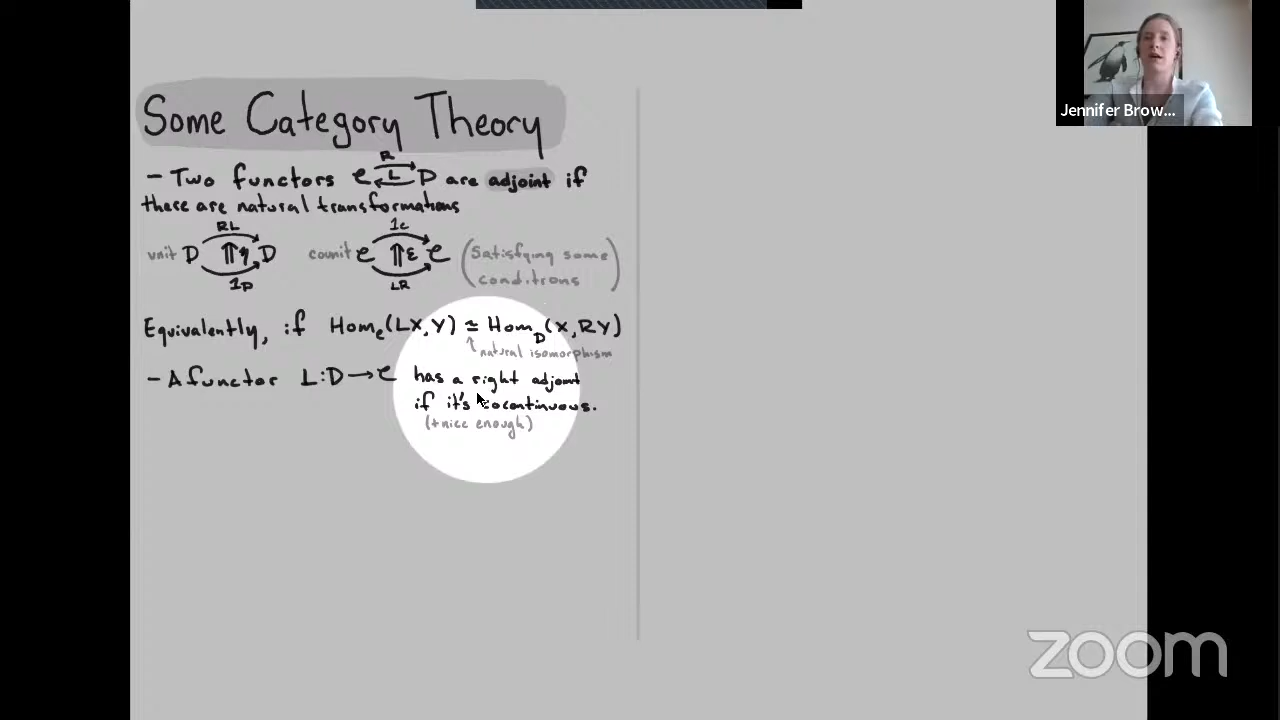 Some Category Theory
R
- Two functors C L D are adjoint if
there are natural transformations
RL 1C
unit D ⇑η D counit C ⇑ε C (Satisfying some
conditions)
1D LR
Equivalently, if HomC(LX,Y) ≃ HomD(X,RY)
↑ natural isomorphism
- A functor L:D→C has a right adjoint
if it's cocontinuous.
(+nice enough)
Jennifer Brow...
zoom